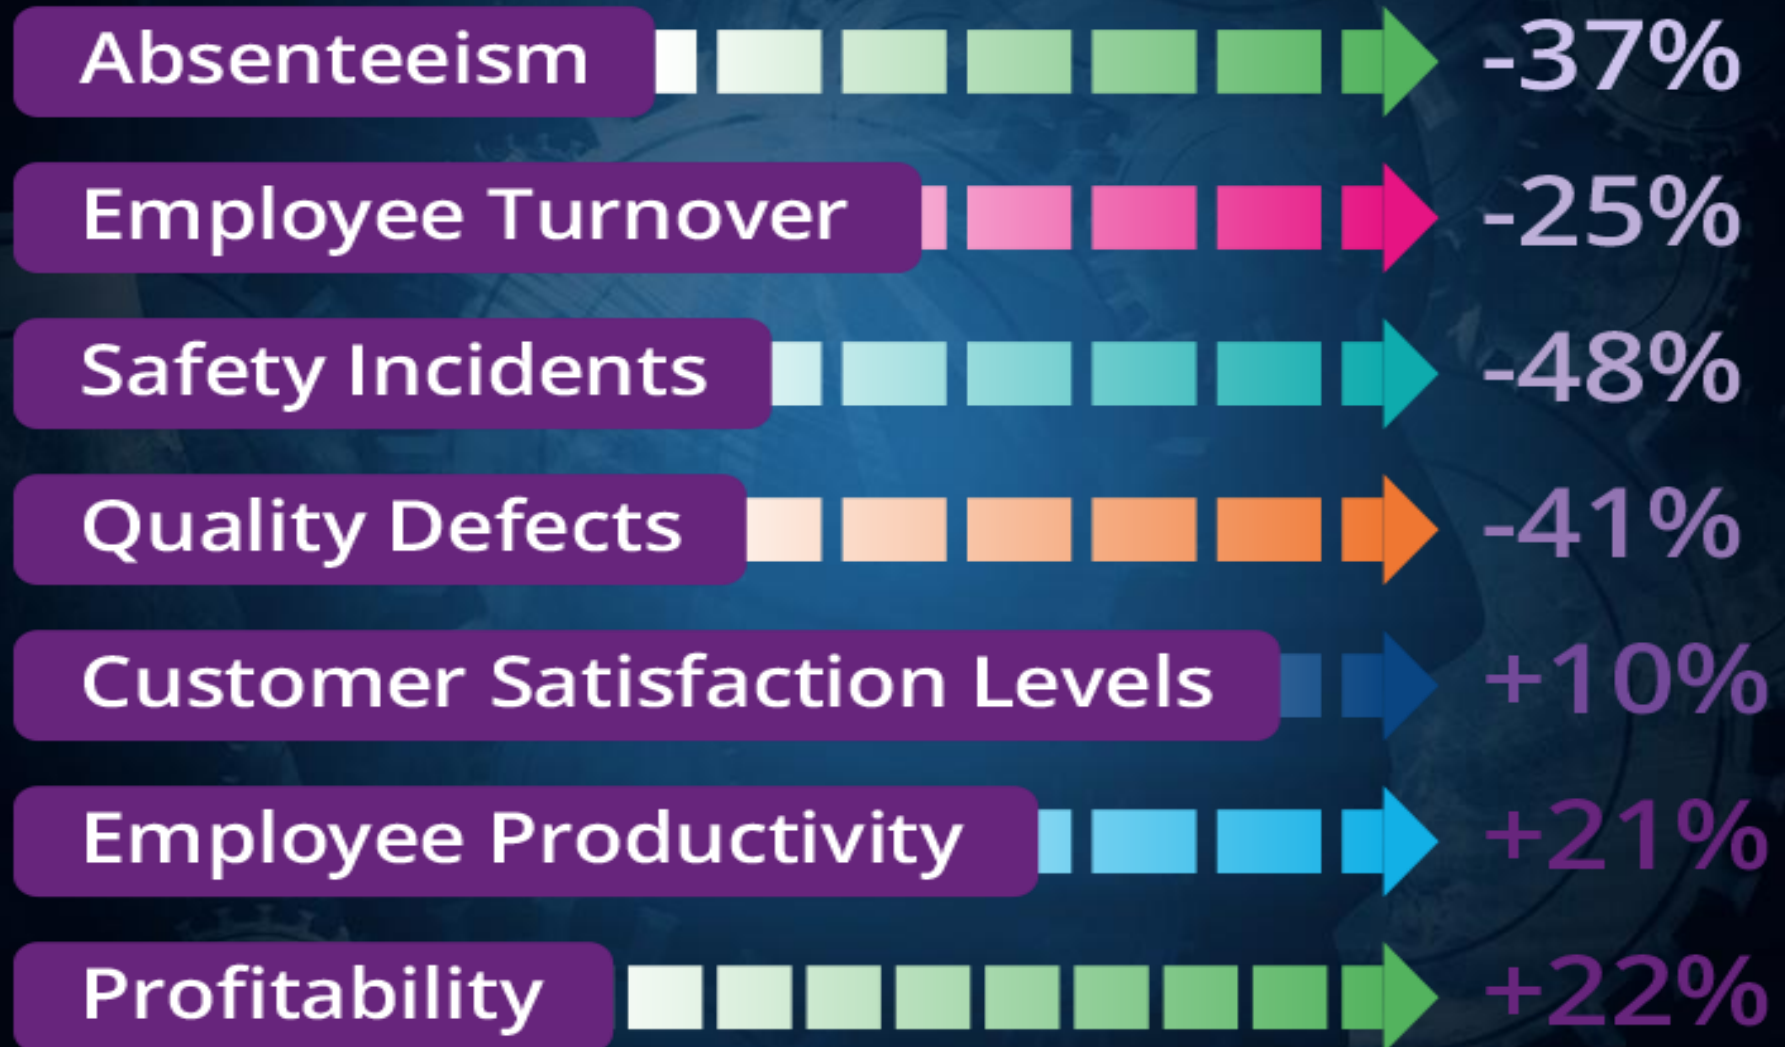 Absenteeism -37%
Employee Turnover -25%
Safety Incidents -48%
Quality Defects -41%
Customer Satisfaction Levels +10%
Employee Productivity +21%
Profitability +22%